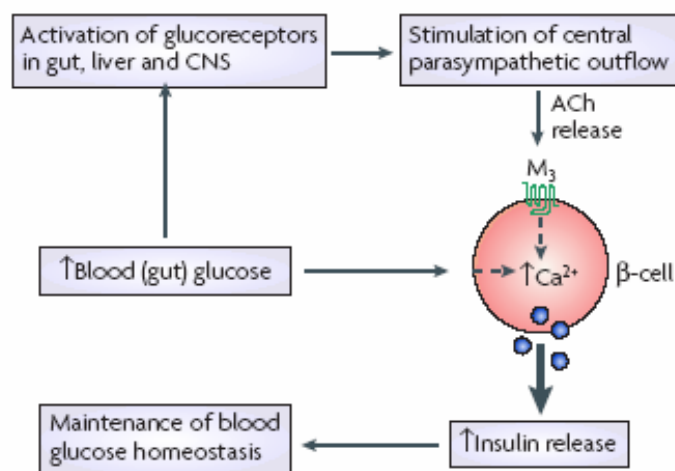 Activation of glucoreceptors
in gut, liver and CNS
Stimulation of central
parasympathetic outflow
ACh
release
M₃
↑Blood (gut) glucose
↑Ca²⁺
β-cell
Maintenance of blood
glucose homeostasis
↑Insulin release